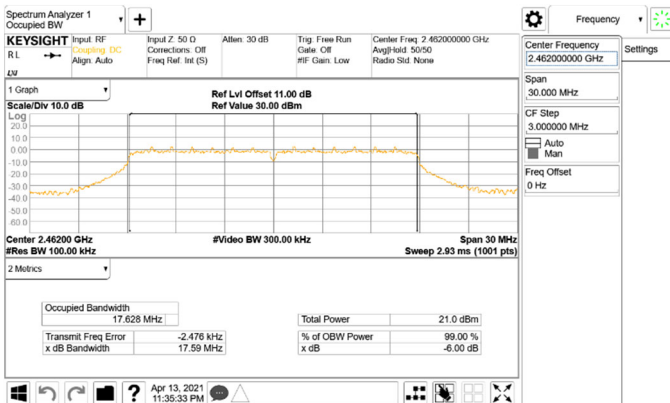 Spectrum Analyzer 1
Occupied BW
Frequency
KEYSIGHT
RL
Input: RF
Coupling: DC
Align: Auto
Input Z: 50 Ω
Corrections: Off
Freq Ref: Int (S)
Atten: 30 dB
Trig: Free Run
Gate: Off
#IF Gain: Low
Center Freq: 2.462000000 GHz
Avg|Hold: 50/50
Radio Std: None
Center Frequency
2.462000000 GHz
Settings
Span
30.000 MHz
CF Step
3.000000 MHz
Auto
Man
Freq Offset
0 Hz
1 Graph
Scale/Div 10.0 dB
Ref Lvl Offset 11.00 dB
Ref Value 30.00 dBm
Log
20.0
10.0
0.00
-10.0
-20.0
-30.0
-40.0
-50.0
-60.0
Center 2.46200 GHz
#Video BW 300.00 kHz
Span 30 MHz
#Res BW 100.00 kHz
Sweep 2.93 ms (1001 pts)
2 Metrics
Occupied Bandwidth
17.628 MHz
Total Power 21.0 dBm
Transmit Freq Error -2.476 kHz
% of OBW Power 99.00 %
x dB Bandwidth 17.59 MHz
x dB -6.00 dB
?
Apr 13, 2021
11:35:33 PM